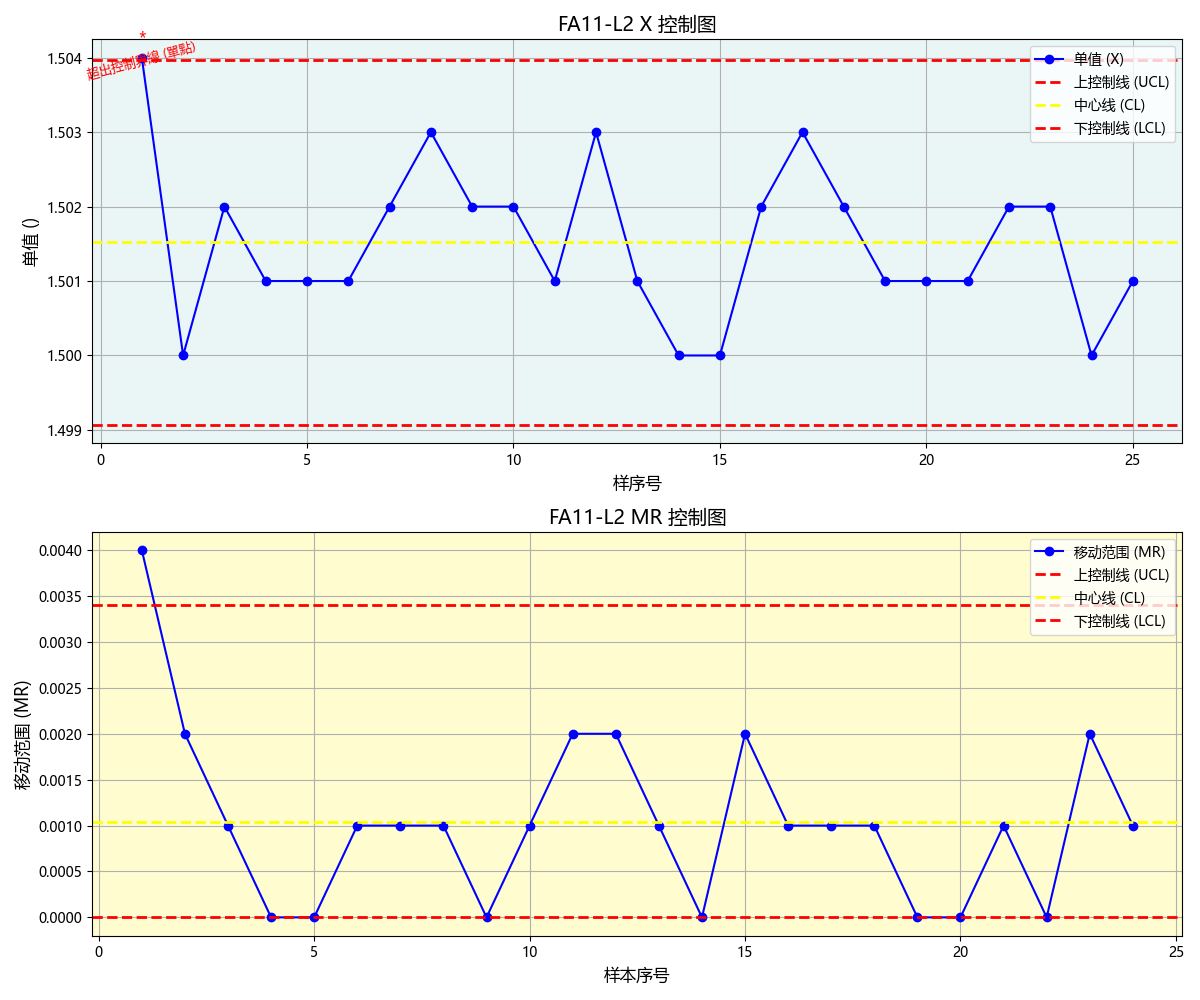 FA11-L2 X 控制图
*
超出控制界線 (單點)
单值 (X)
上控制线 (UCL)
中心线 (CL)
下控制线 (LCL)
1.504
1.503
1.502
1.501
1.500
1.499
单值 ()
0 5 10 15 20 25
样序号
FA11-L2 MR 控制图
移动范围 (MR)
上控制线 (UCL)
中心线 (CL)
下控制线 (LCL)
0.0040
0.0035
0.0030
0.0025
0.0020
0.0015
0.0010
0.0005
0.0000
移动范围 (MR)
0 5 10 15 20 25
样本序号